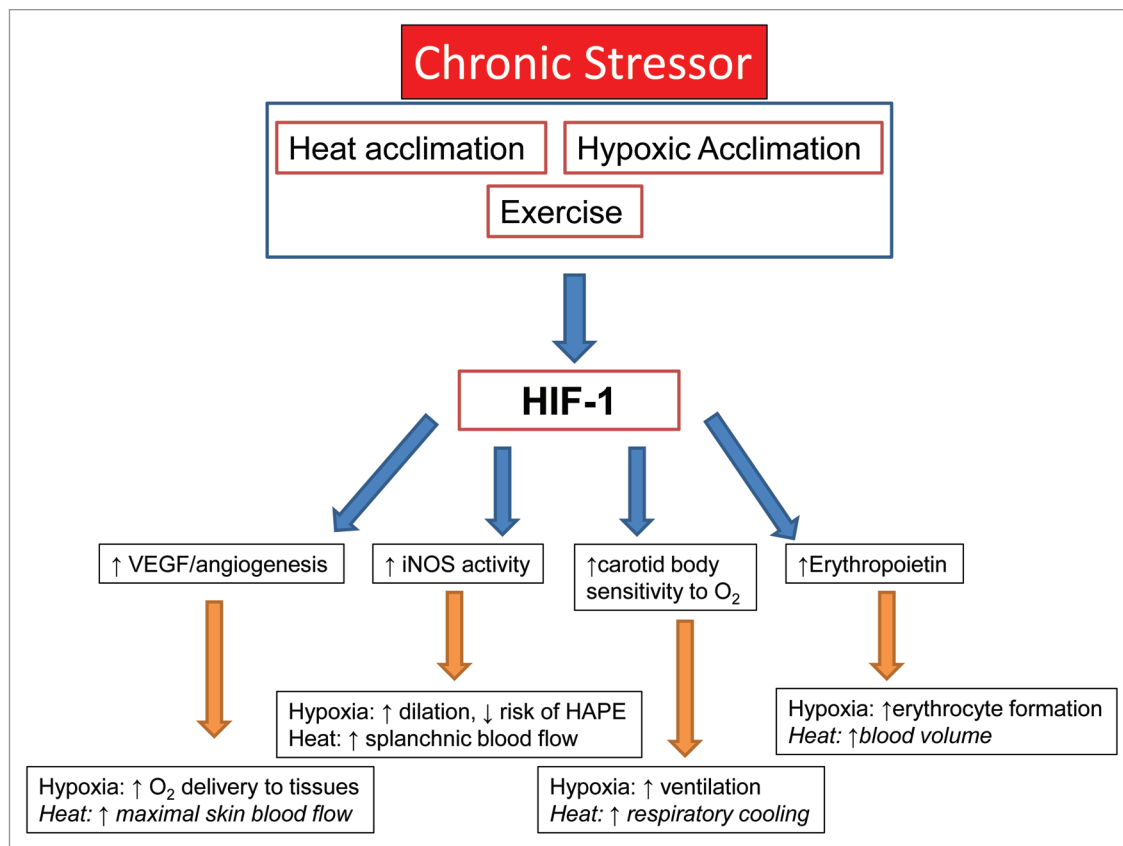 Chronic Stressor
Heat acclimation
Hypoxic Acclimation
Exercise
HIF-1
↑ VEGF/angiogenesis
↑ iNOS activity
↑carotid body
sensitivity to O₂
↑Erythropoietin
Hypoxia: ↑ O₂ delivery to tissues
Heat: ↑ maximal skin blood flow
Hypoxia: ↑ dilation, ↓ risk of HAPE
Heat: ↑ splanchnic blood flow
Hypoxia: ↑ ventilation
Heat: ↑ respiratory cooling
Hypoxia: ↑erythrocyte formation
Heat: ↑blood volume